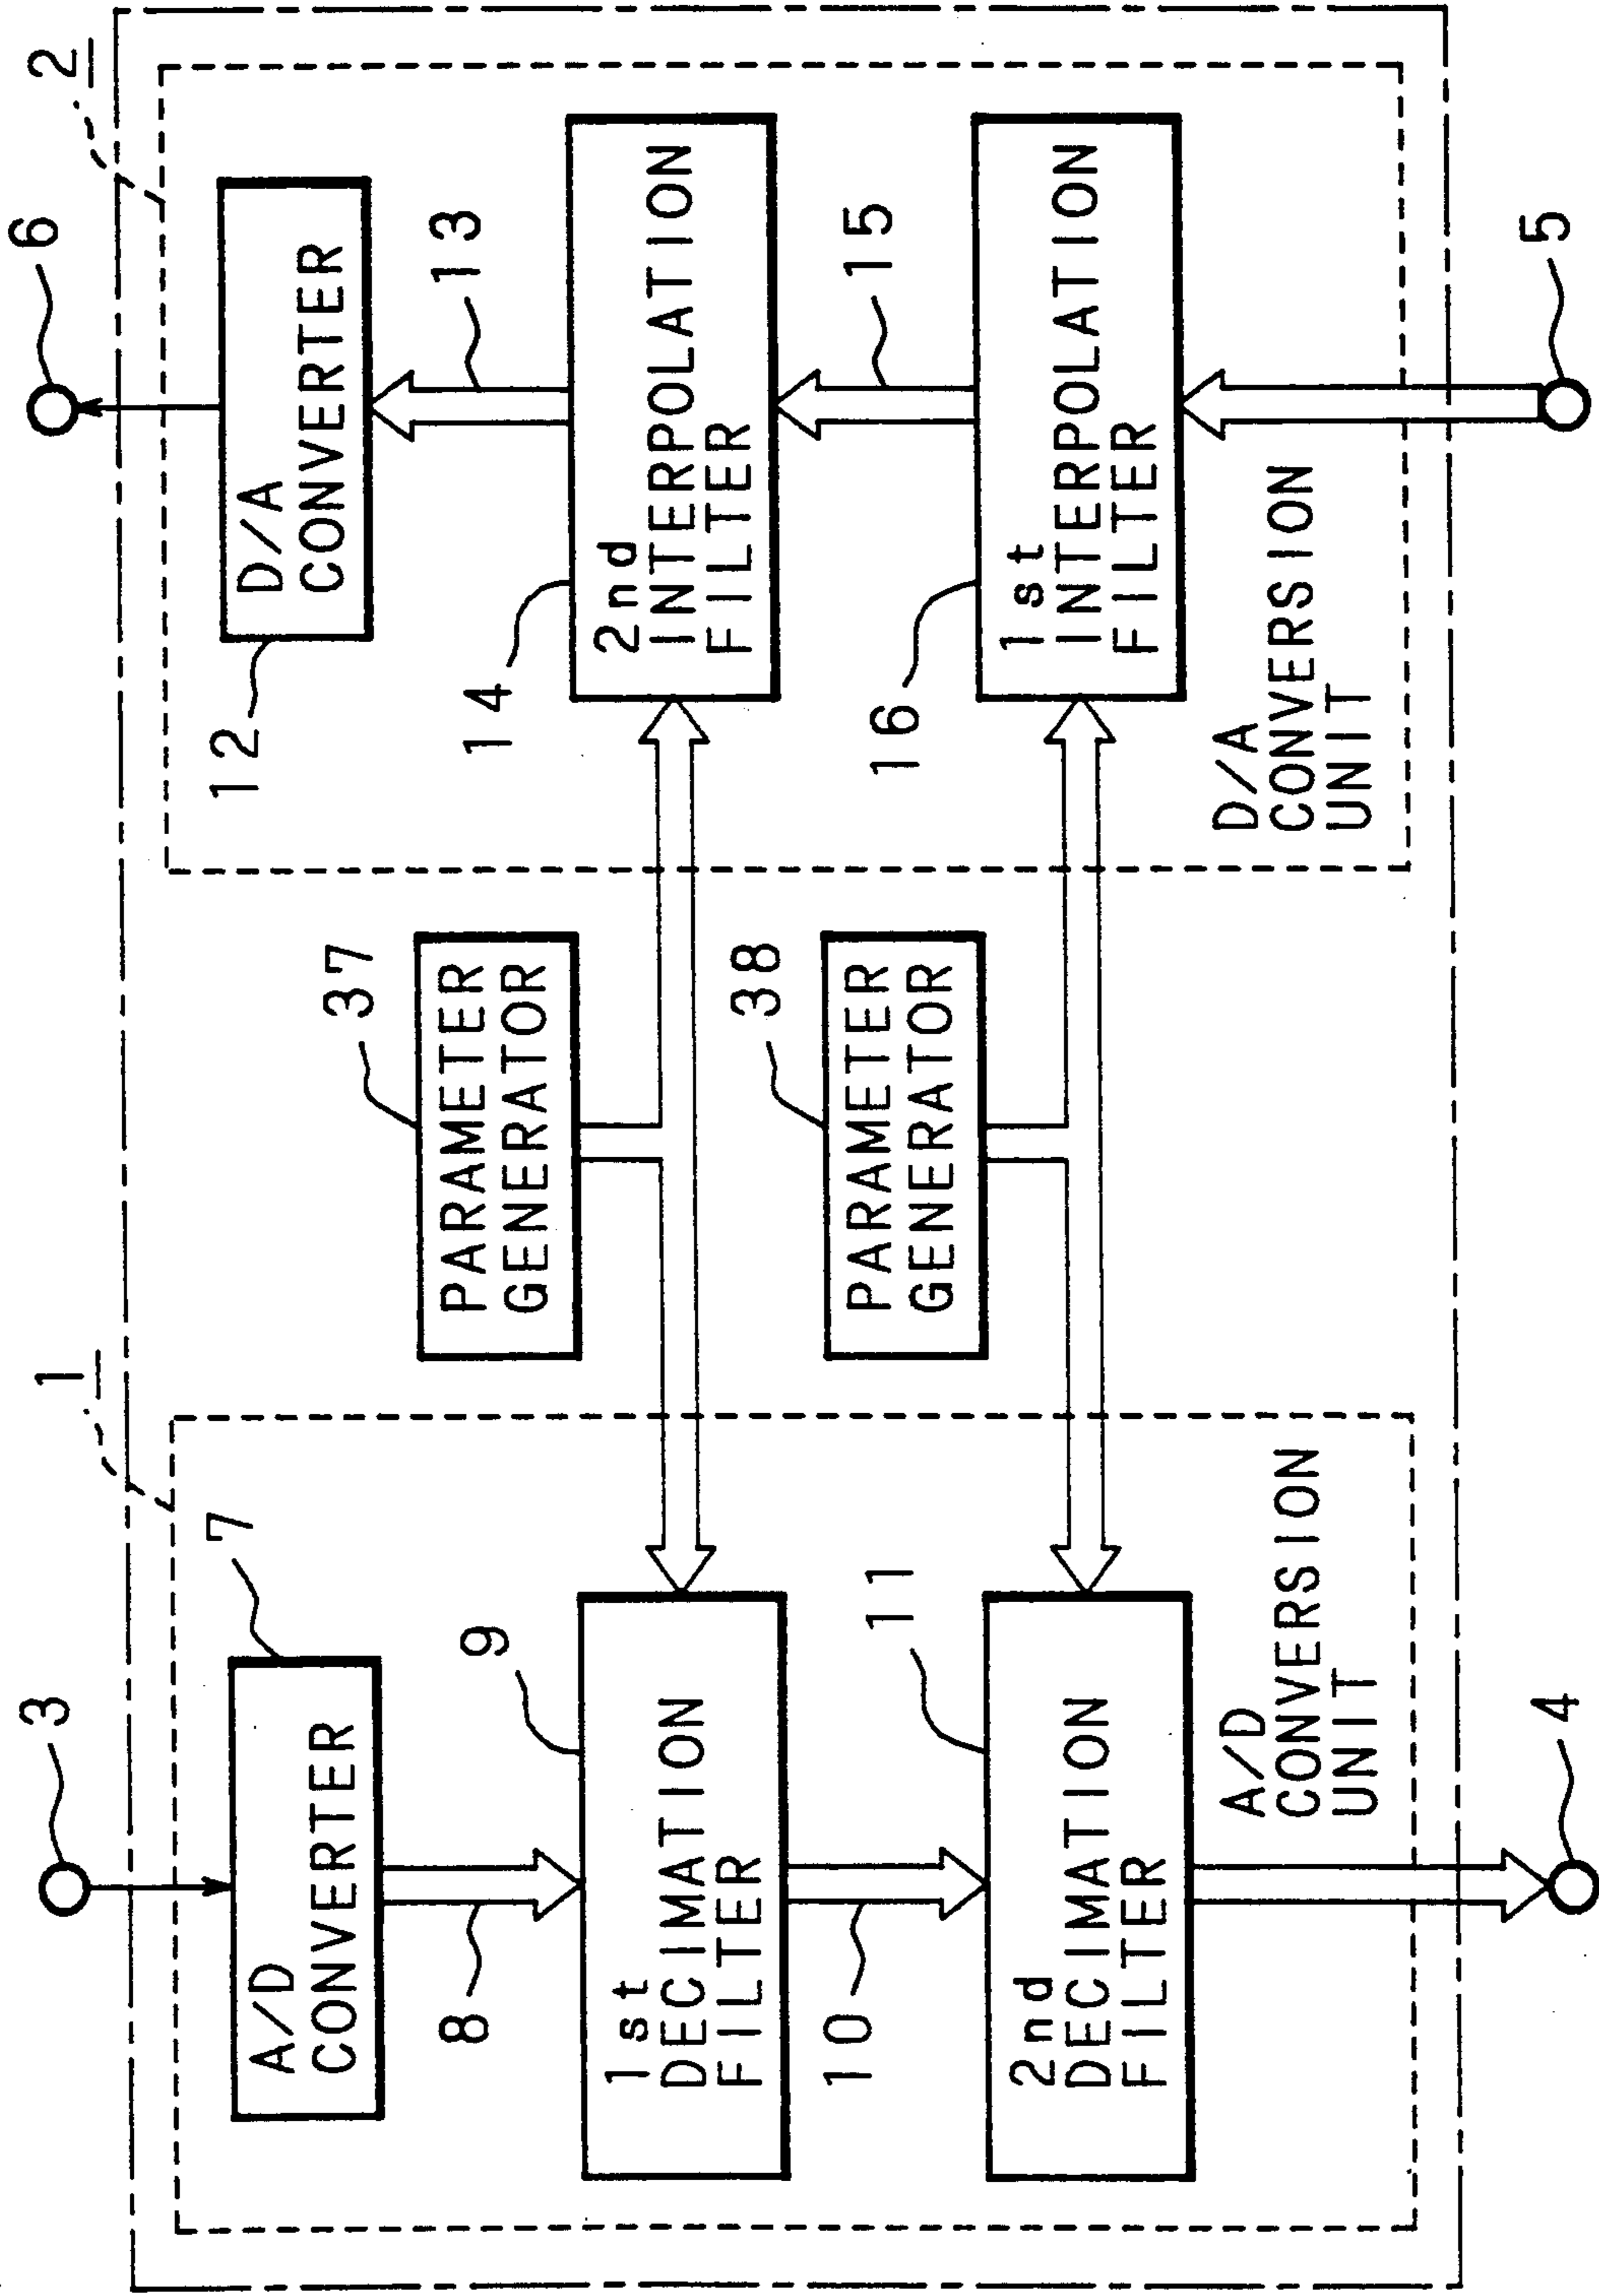 1
2
3
6
7
A/D
CONVERTER
12
D/A
CONVERTER
8
13
9
1st
DECIMATION
FILTER
37
PARAMETER
GENERATOR
14
2nd
INTERPOLATION
FILTER
10
15
11
2nd
DECIMATION
FILTER
38
PARAMETER
GENERATOR
16
1st
INTERPOLATION
FILTER
A/D
CONVERSION
UNIT
D/A
CONVERSION
UNIT
4
5